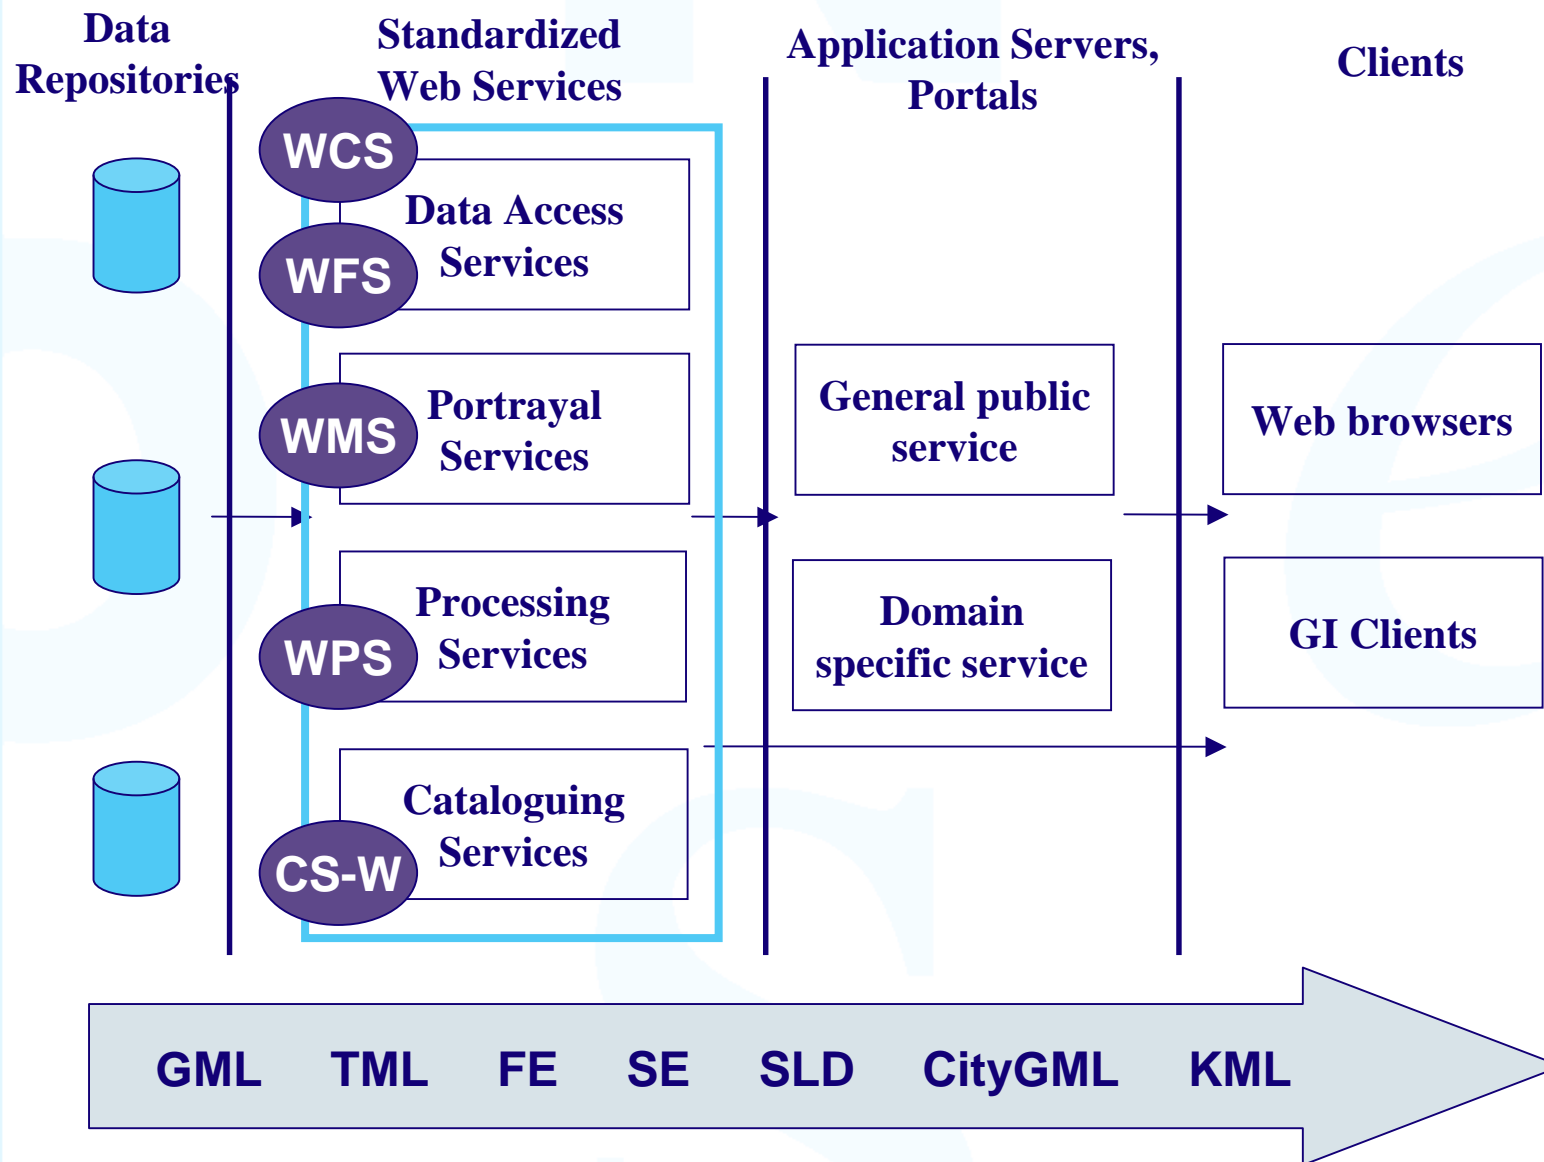 Data
Repositories
Standardized
Web Services
Application Servers,
Portals
Clients
WCS
Data Access
Services
WFS
WMS
Portrayal
Services
WPS
Processing
Services
CS-W
Cataloguing
Services
General public
service
Domain
specific service
Web browsers
GI Clients
GML TML FE SE SLD CityGML KML